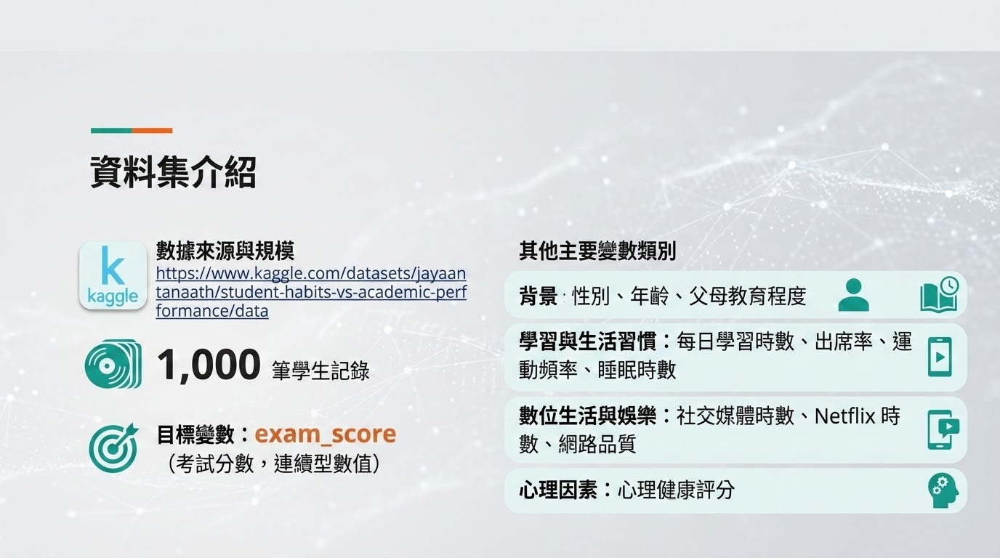 資料集介紹
k
kaggle
數據來源與規模
https://www.kaggle.com/datasets/jayaan
tanaath/student-habits-vs-academic-perf
formance/data
1,000 筆學生記錄
目標變數：exam_score
（考試分數，連續型數值）
其他主要變數類別
背景：性別、年齡、父母教育程度
學習與生活習慣：每日學習時數、出席率、運
動頻率、睡眠時數
數位生活與娛樂：社交媒體時數、Netflix 時
數、網路品質
心理因素：心理健康評分